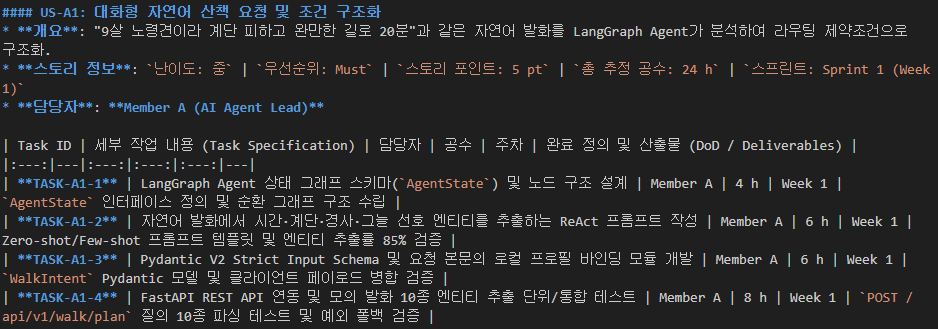 #### US-A1: 대화형 자연어 산책 요청 및 조건 구조화
* **개요**: "9살 노령견이라 계단 피하고 완만한 길로 20분"과 같은 자연어 발화를 LangGraph Agent가 분석하여 라우팅 제약조건으로
구조화.
* **스토리 정보**: `난이도: 중` | `우선순위: Must` | `스토리 포인트: 5 pt` | `총 추정 공수: 24 h` | `스프린트: Sprint 1 (Week
1)`
* **담당자**: **Member A (AI Agent Lead)**
| Task ID | 세부 작업 내용 (Task Specification) | 담당자 | 공수 | 주차 | 완료 정의 및 산출물 (DoD / Deliverables) |
|:---:|---|:---:|:---:|:---:|---|
| **TASK-A1-1** | LangGraph Agent 상태 그래프 스키마(`AgentState`) 및 노드 구조 설계 | Member A | 4 h | Week 1 |
`AgentState` 인터페이스 정의 및 순환 그래프 구조 수립 |
| **TASK-A1-2** | 자연어 발화에서 시간·계단·경사·그늘 선호 엔티티를 추출하는 ReAct 프롬프트 작성 | Member A | 6 h | Week 1 |
Zero-shot/Few-shot 프롬프트 템플릿 및 엔티티 추출률 85% 검증 |
| **TASK-A1-3** | Pydantic V2 Strict Input Schema 및 요청 본문의 로컬 프로필 바인딩 모듈 개발 | Member A | 6 h | Week 1 |
`WalkIntent` Pydantic 모델 및 클라이언트 페이로드 병합 검증 |
| **TASK-A1-4** | FastAPI REST API 연동 및 모의 발화 10종 엔티티 추출 단위/통합 테스트 | Member A | 8 h | Week 1 | `POST /
api/v1/walk/plan` 질의 10종 파싱 테스트 및 예외 폴백 검증 |